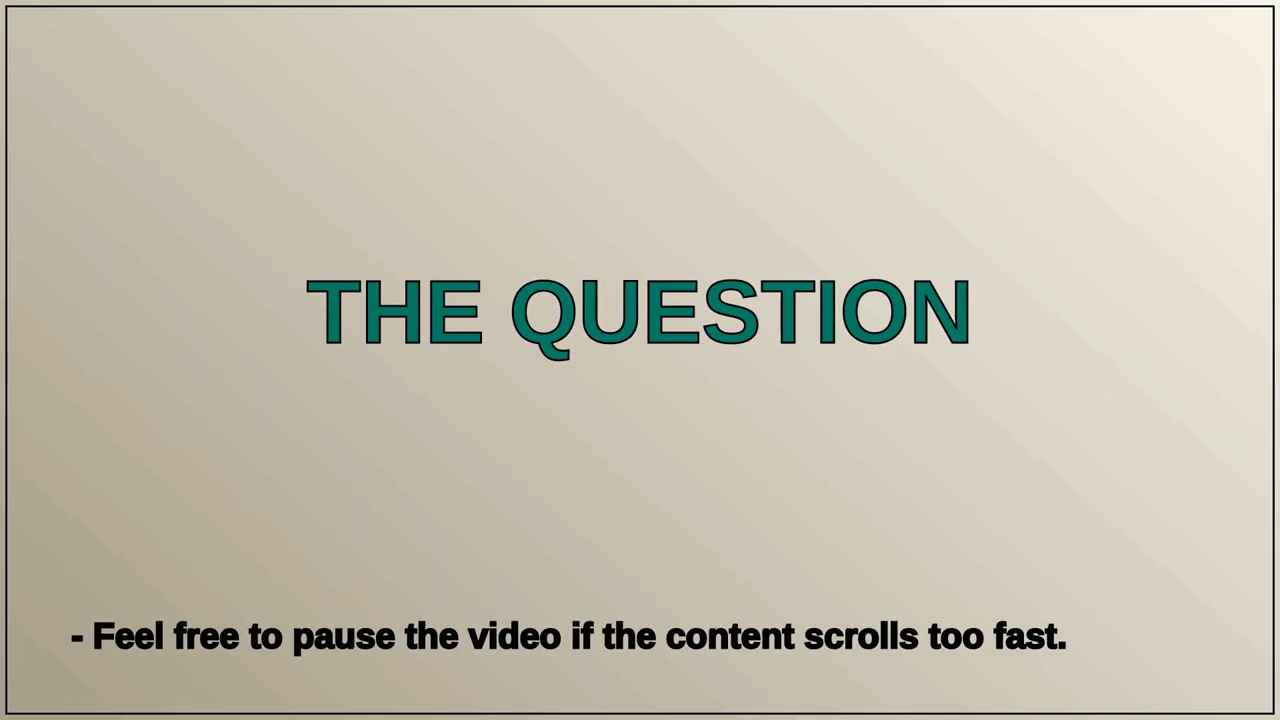 THE QUESTION
- Feel free to pause the video if the content scrolls too fast.